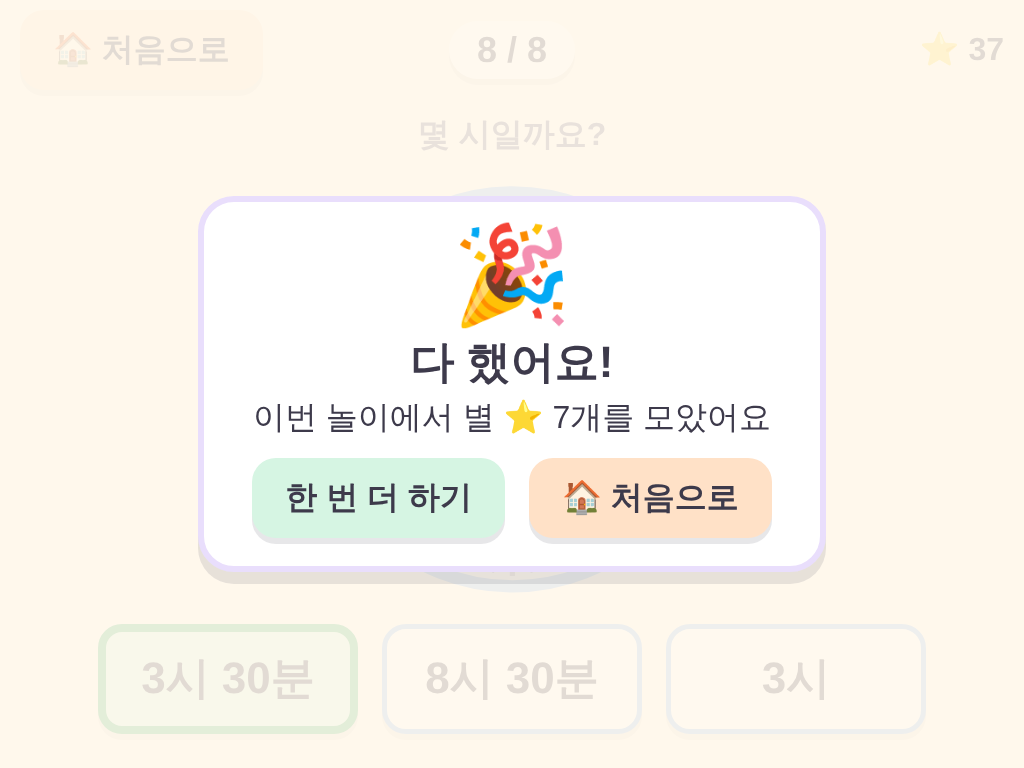 🏠 처음으로
8 / 8
⭐ 37
몇 시일까요?
다 했어요!
이번 놀이에서 별 ⭐ 7개를 모았어요
한 번 더 하기
🏠 처음으로
3시 30분
8시 30분
3시